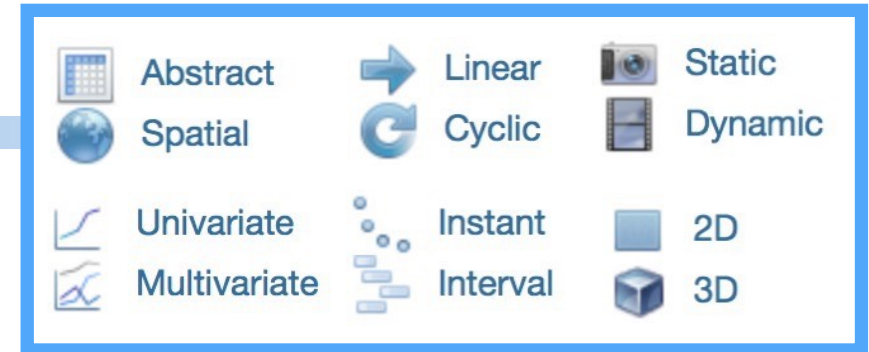 Abstract
Spatial
Linear
Cyclic
Static
Dynamic
Univariate
Multivariate
Instant
Interval
2D
3D